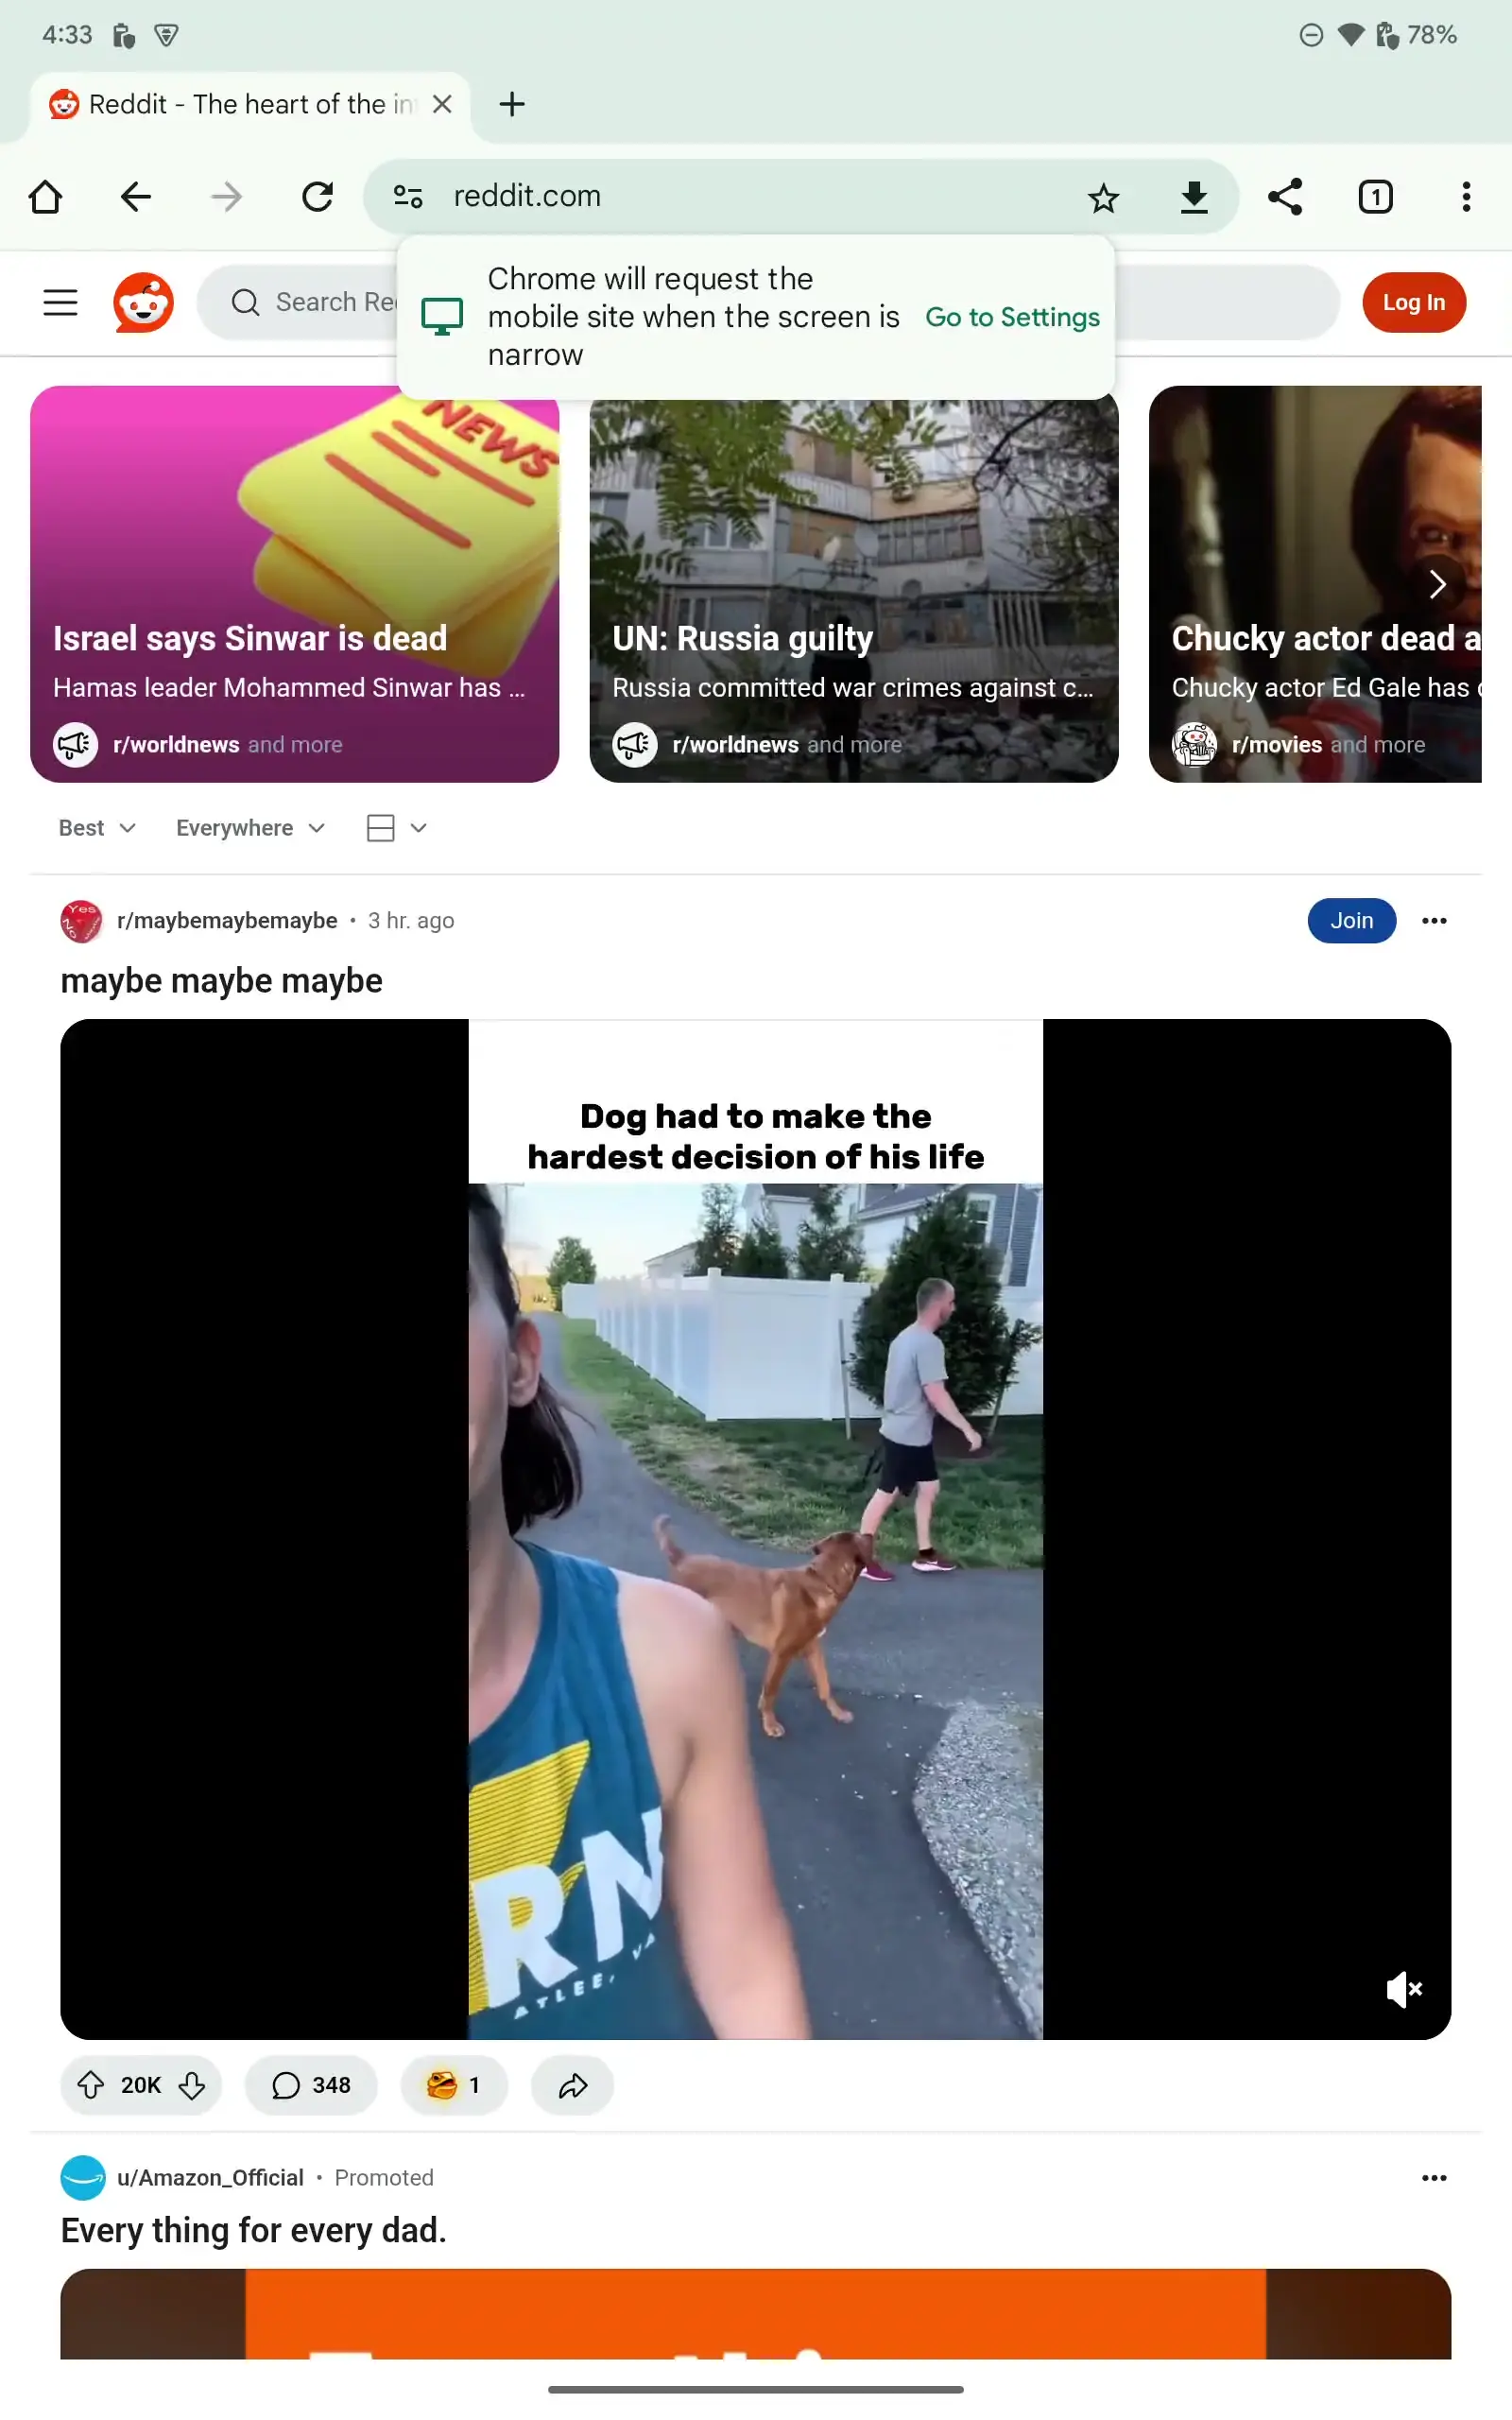 4:33
78%
Reddit - The heart of the in
reddit.com
1
Chrome will request the
mobile site when the screen is
narrow
Go to Settings
Search Re
Log In
NEWS
Israel says Sinwar is dead
Hamas leader Mohammed Sinwar has ...
r/worldnews and more
UN: Russia guilty
Russia committed war crimes against c...
r/worldnews and more
Chucky actor dead a
Chucky actor Ed Gale has
r/movies and more
Best
Everywhere
Yes
NO
r/maybemaybemaybe • 3 hr. ago
Join
maybe maybe maybe
Dog had to make the
hardest decision of his life
RN
ATLEE, VA
20K
348
1
u/Amazon_Official • Promoted
Every thing for every dad.